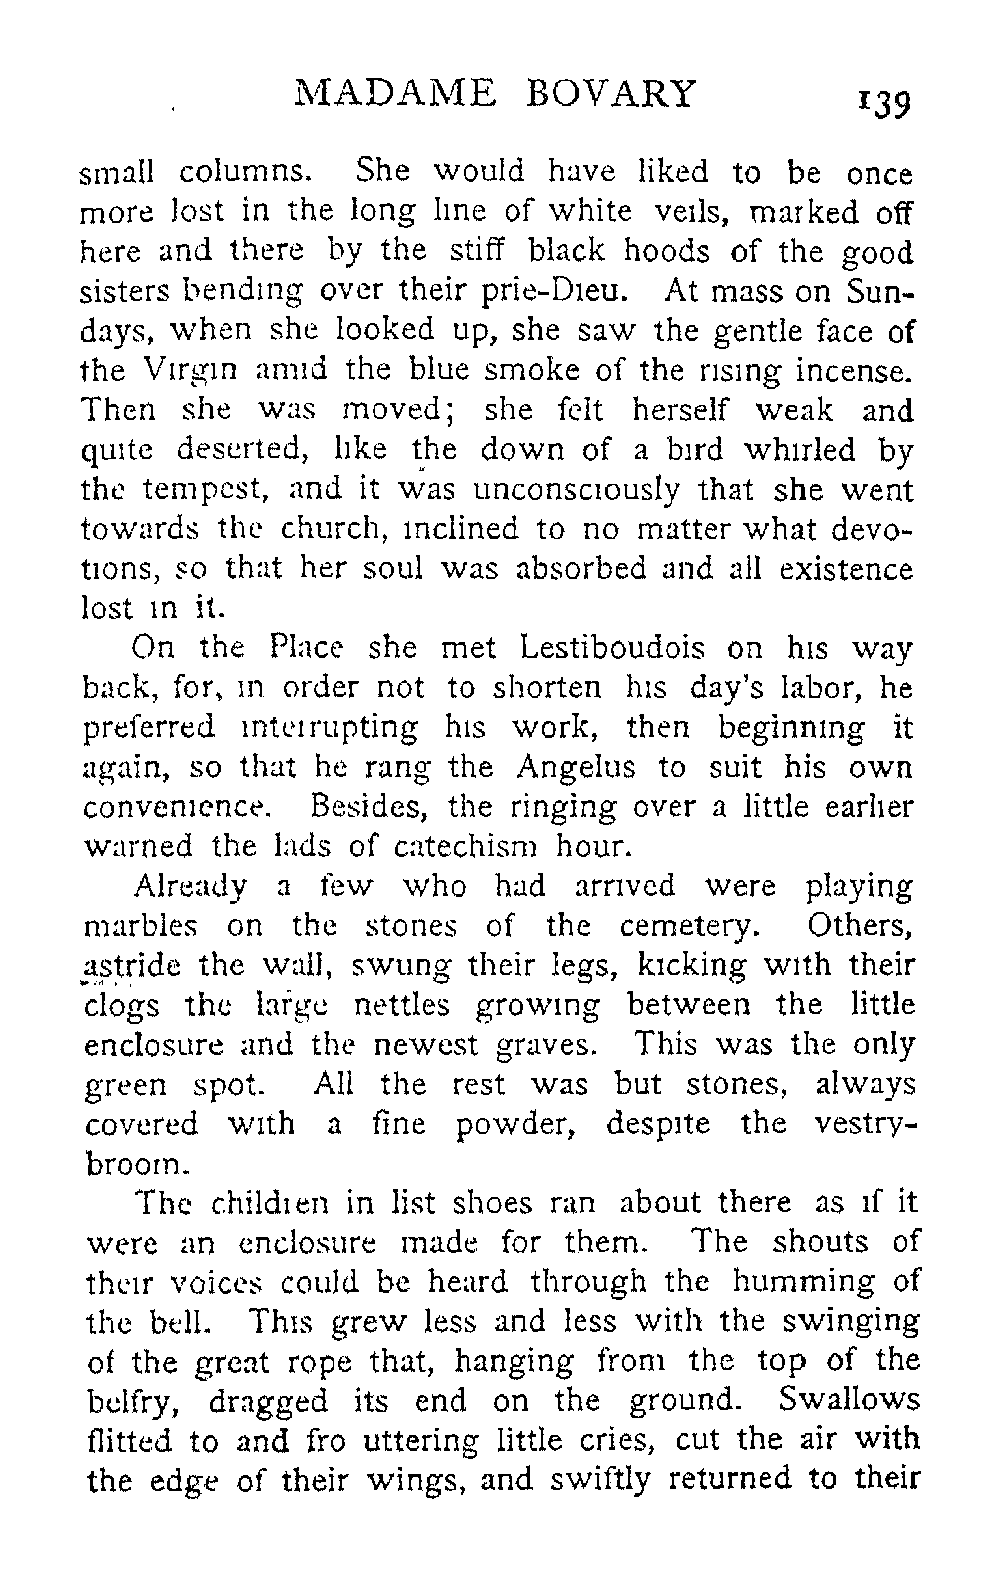 MADAME BOVARY 139
small columns. She would have liked to be once
more lost in the long line of white veils, marked off
here and there by the stiff black hoods of the good
sisters bending over their prie-Dieu. At mass on Sun-
days, when she looked up, she saw the gentle face of
the Virgin amid the blue smoke of the rising incense.
Then she was moved; she felt herself weak and
quite deserted, like the down of a bird whirled by
the tempest, and it was unconsciously that she went
towards the church, inclined to no matter what devo-
tions, so that her soul was absorbed and all existence
lost in it.
On the Place she met Lestiboudois on his way
back, for, in order not to shorten his day's labor, he
preferred interrupting his work, then beginning it
again, so that he rang the Angelus to suit his own
convenience. Besides, the ringing over a little earlier
warned the lads of catechism hour.
Already a few who had arrived were playing
marbles on the stones of the cemetery. Others,
astride the wall, swung their legs, kicking with their
clogs the large nettles growing between the little
enclosure and the newest graves. This was the only
green spot. All the rest was but stones, always
covered with a fine powder, despite the vestry-
broom.
The children in list shoes ran about there as if it
were an enclosure made for them. The shouts of
their voices could be heard through the humming of
the bell. This grew less and less with the swinging
of the great rope that, hanging from the top of the
belfry, dragged its end on the ground. Swallows
flitted to and fro uttering little cries, cut the air with
the edge of their wings, and swiftly returned to their